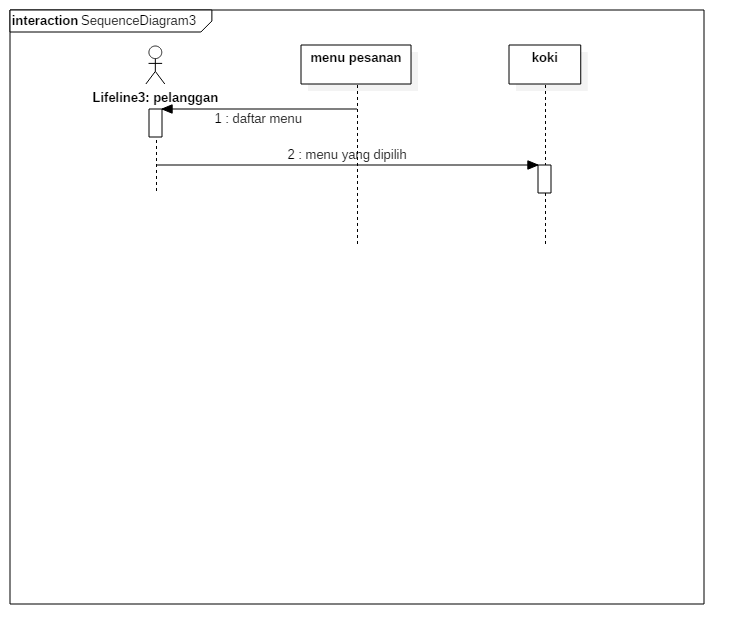 interaction SequenceDiagram3
menu pesanan
koki
Lifeline3: pelanggan
1 : daftar menu
2 : menu yang dipilih